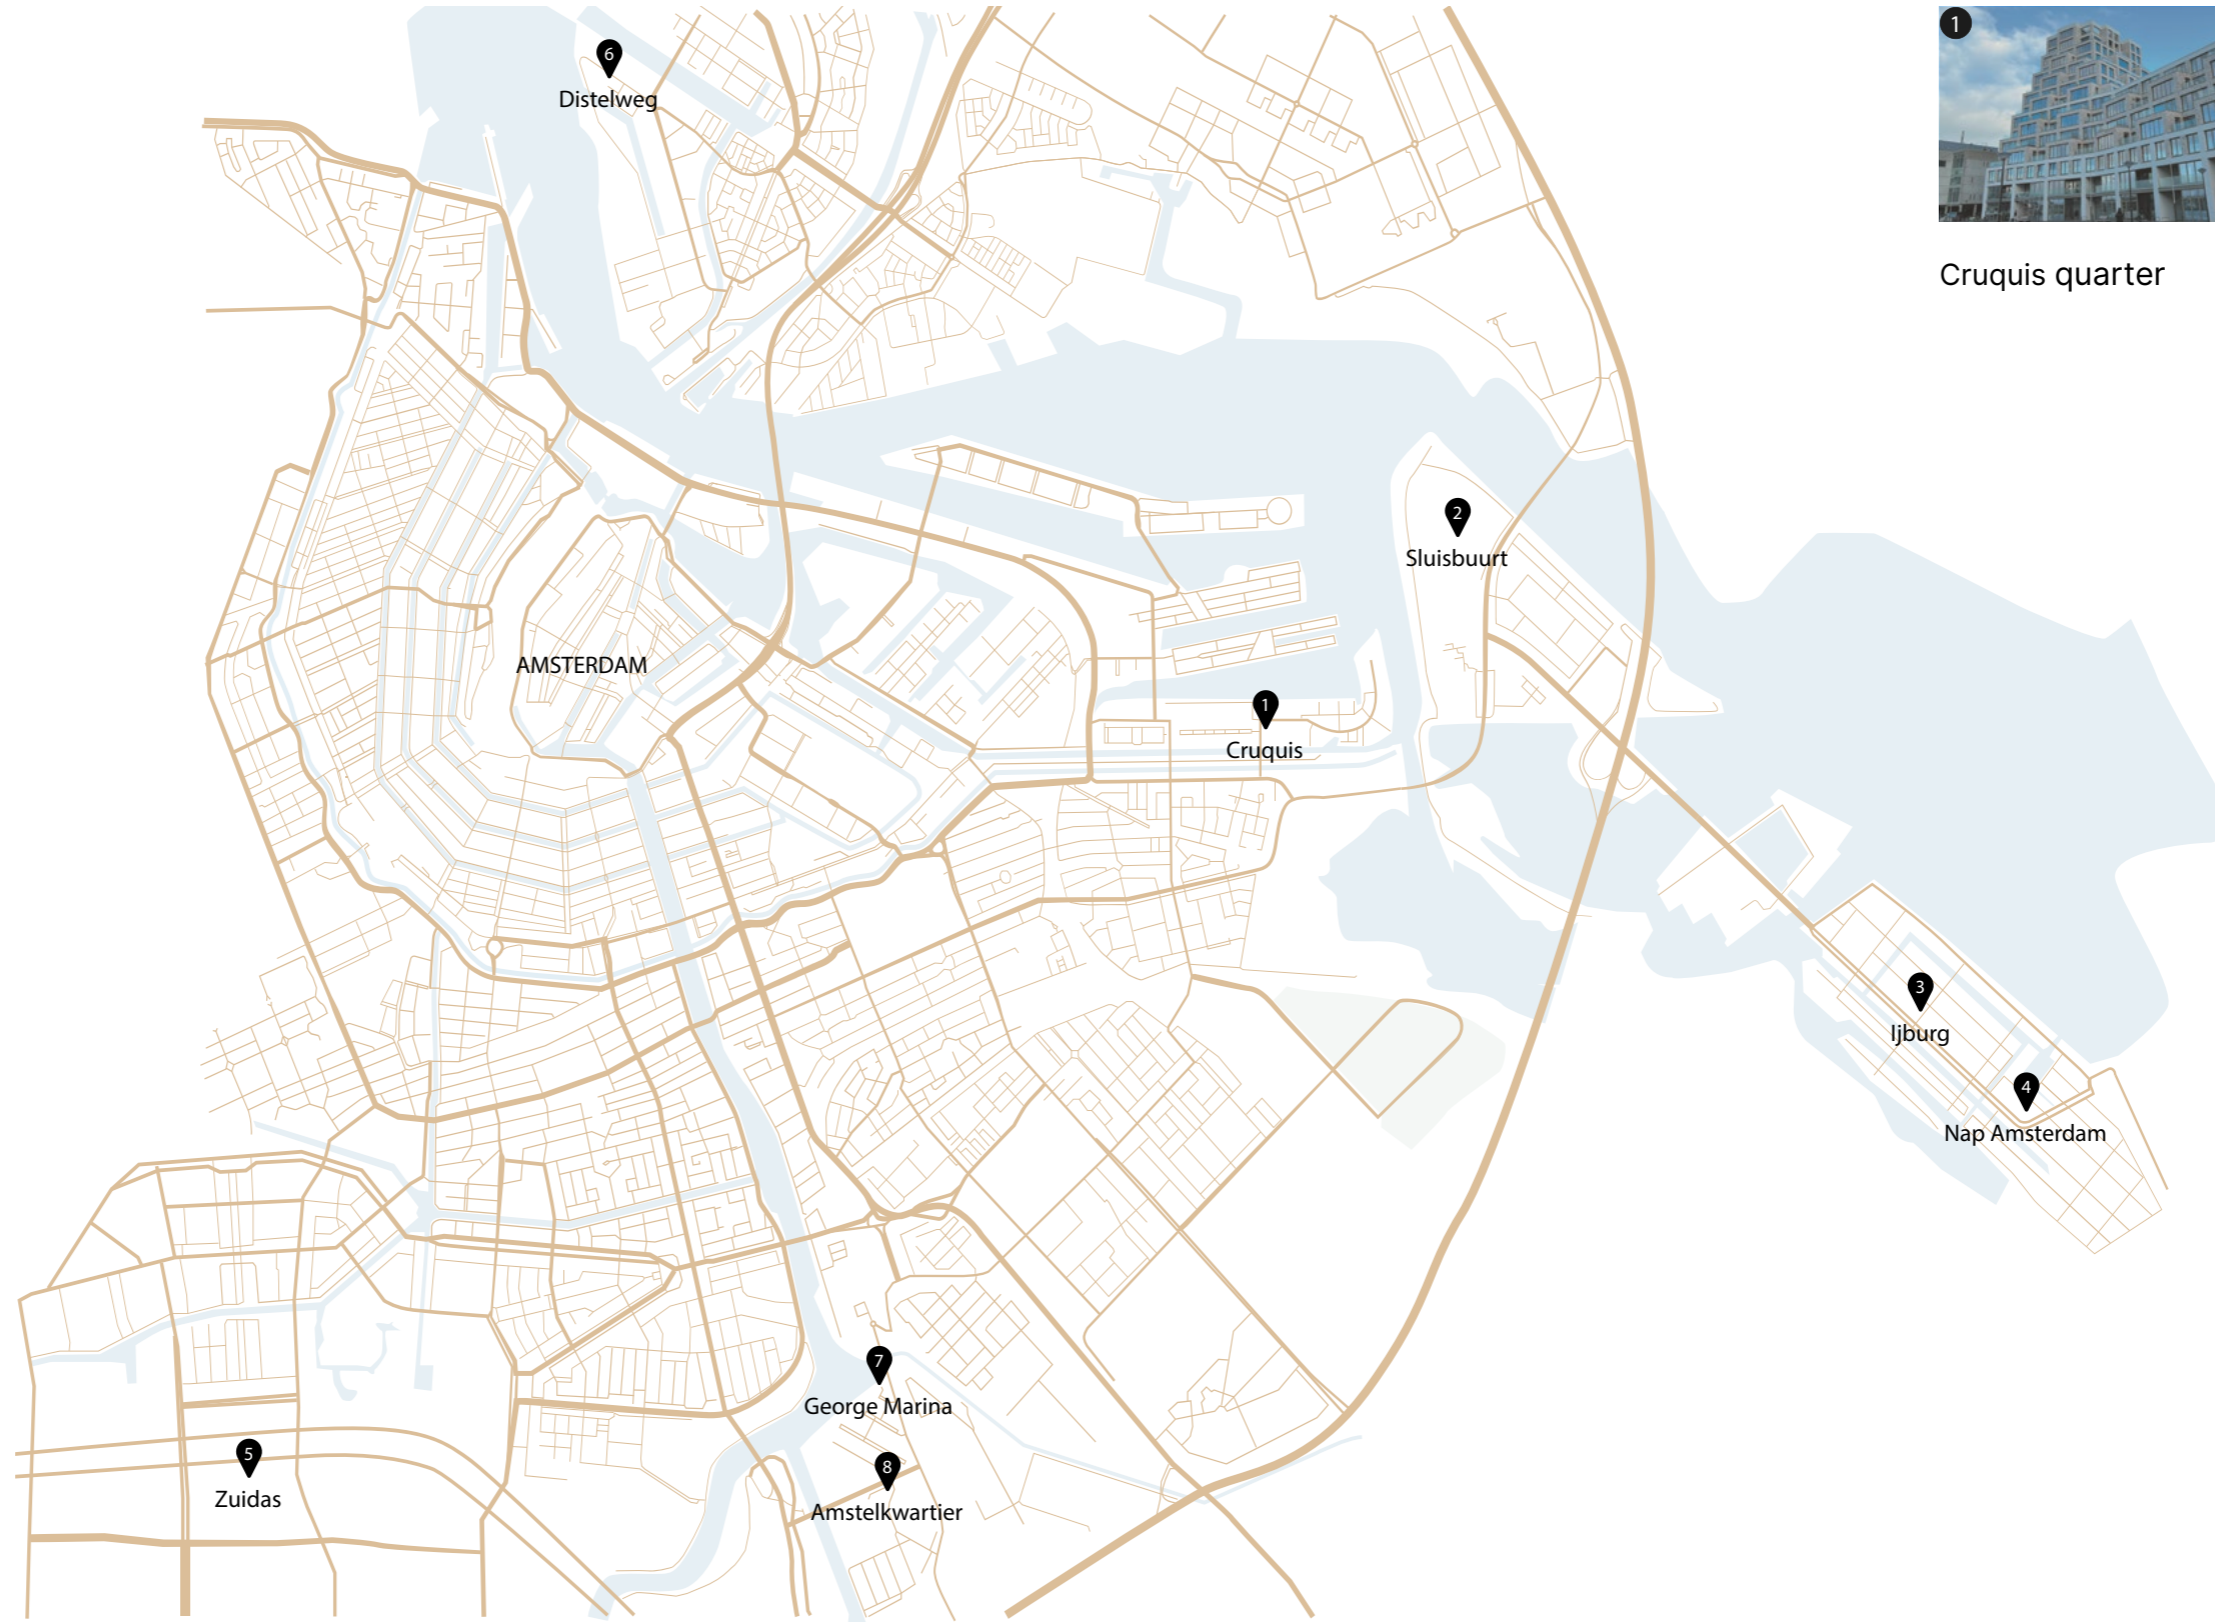 1
Cruquis quarter
6
Distelweg
2
Sluisbuurt
AMSTERDAM
1
Cruquis
3
Ijburg
4
Nap Amsterdam
7
George Marina
5
Zuidas
8
Amstelkwartier